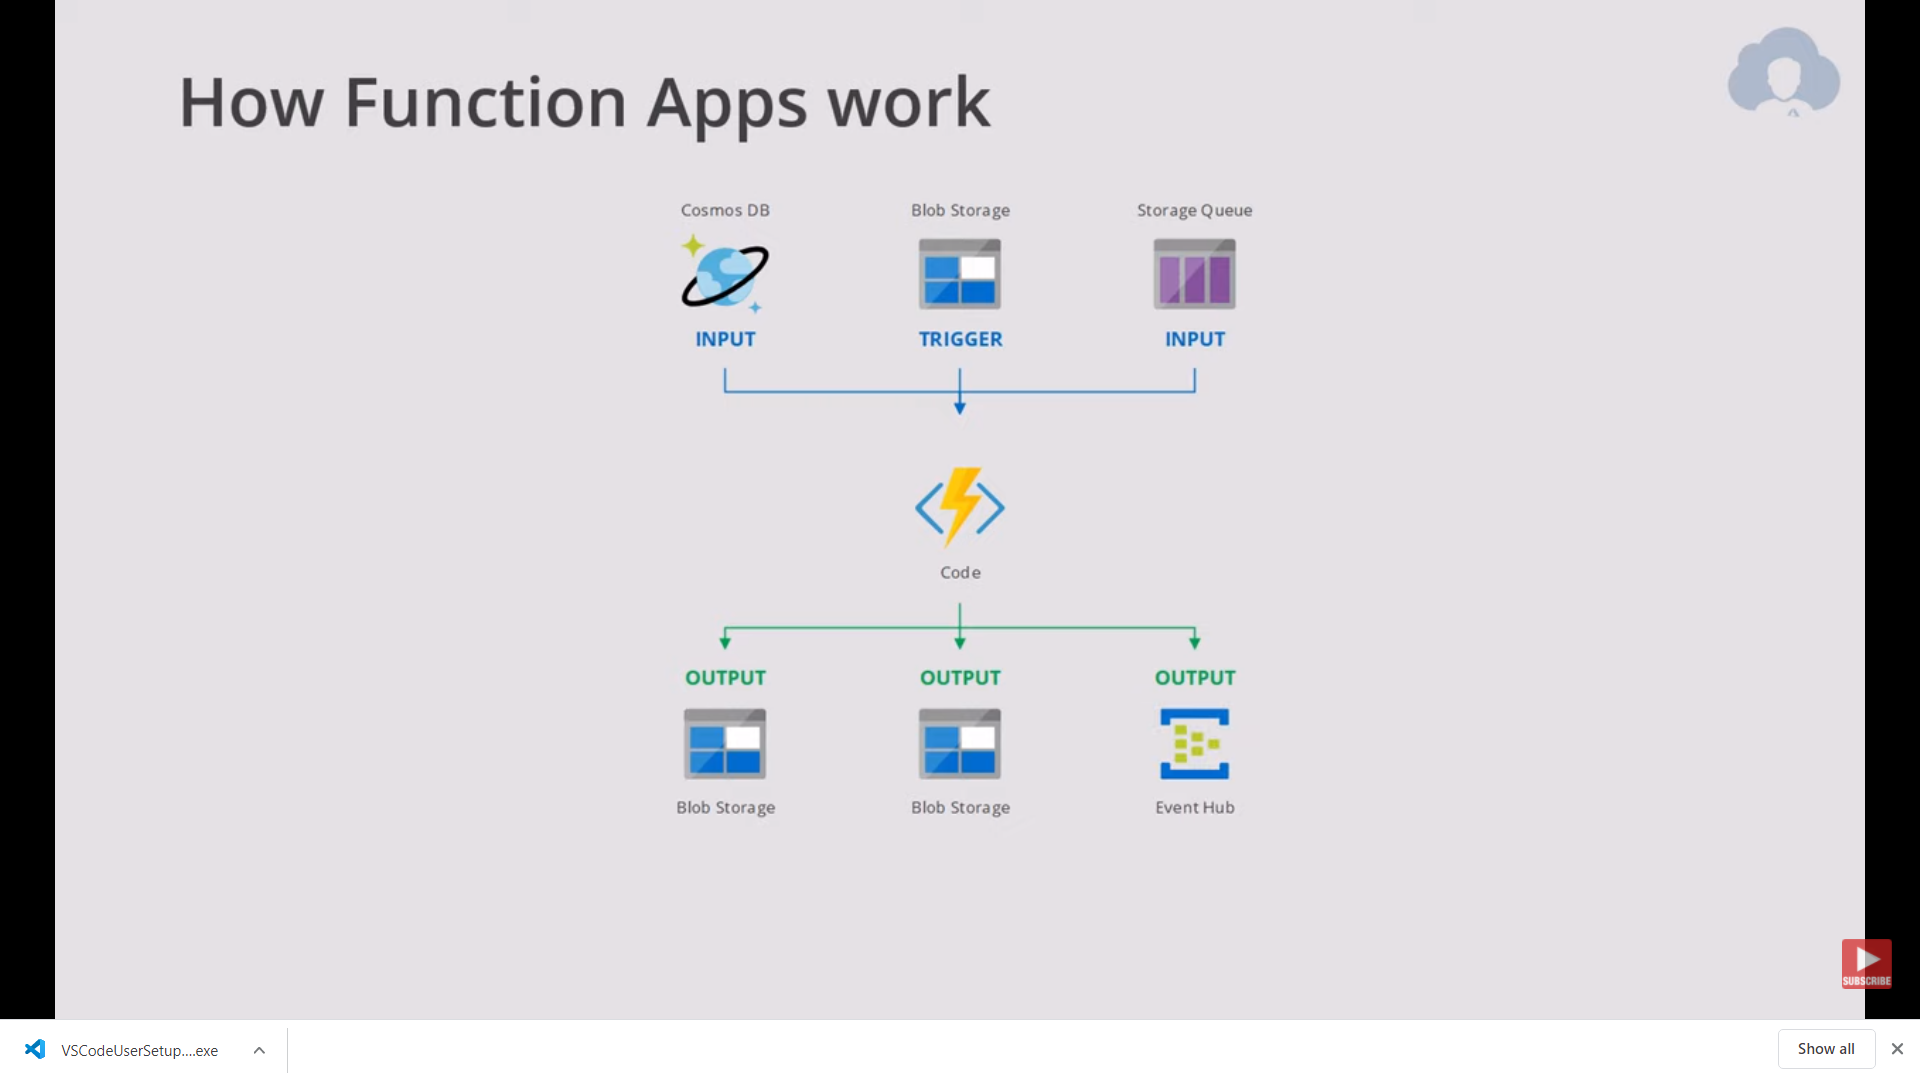 How Function Apps work
Cosmos DB Blob Storage Storage Queue
INPUT TRIGGER INPUT
Code
OUTPUT OUTPUT OUTPUT
Blob Storage Blob Storage Event Hub
SUBSCRIBE
VSCodeUserSetup....exe Show all